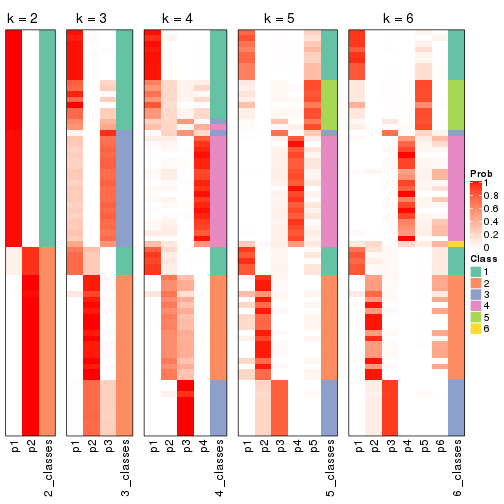 k = 2
k = 3
k = 4
k = 5
k = 6
Prob
1
0.8
0.6
0.4
0.2
0
Class
1
2
3
4
5
6
p1
p2
2_classes
p1
p2
p3
3_classes
p1
p2
p3
p4
4_classes
p1
p2
p3
p4
p5
5_classes
p1
p2
p3
p4
p5
p6
6_classes